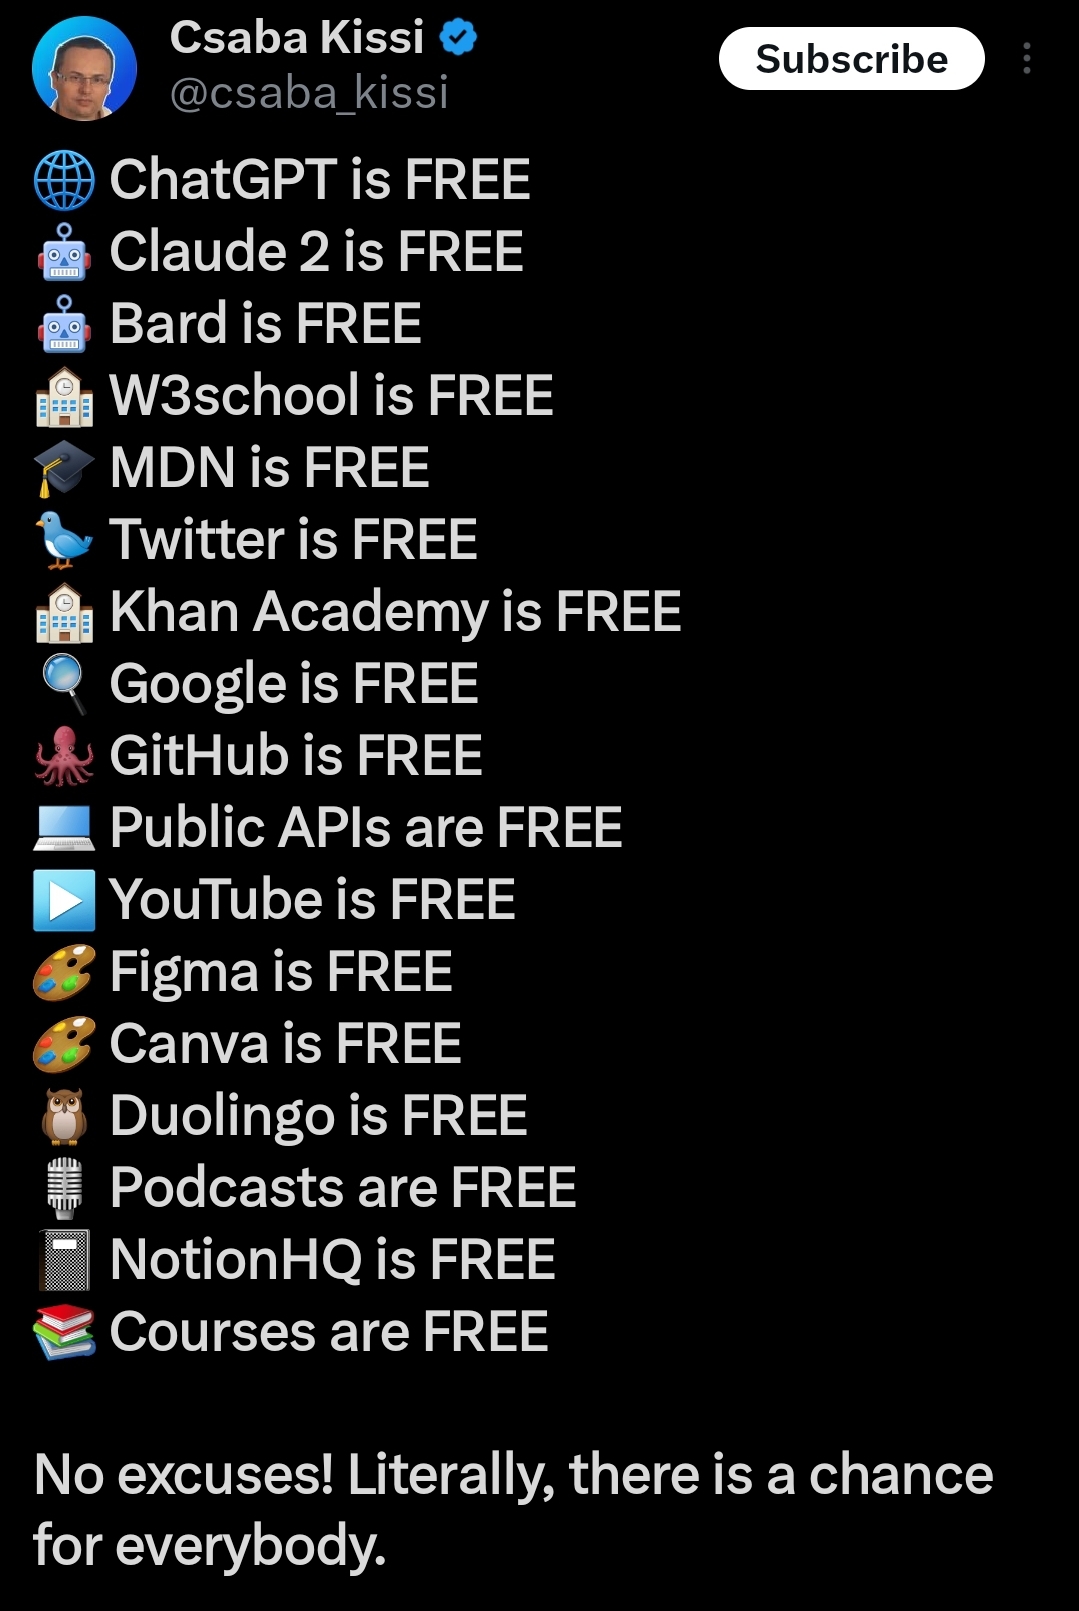 Csaba Kissi
@csaba_kissi
Subscribe
🌐 ChatGPT is FREE
🤖 Claude 2 is FREE
🤖 Bard is FREE
🏫 W3school is FREE
🎓 MDN is FREE
🐦 Twitter is FREE
🏫 Khan Academy is FREE
🔍 Google is FREE
🐙 GitHub is FREE
💻 Public APIs are FREE
▶️ YouTube is FREE
🎨 Figma is FREE
🎨 Canva is FREE
🦉 Duolingo is FREE
🎙️ Podcasts are FREE
📓 NotionHQ is FREE
📚 Courses are FREE
No excuses! Literally, there is a chance
for everybody.